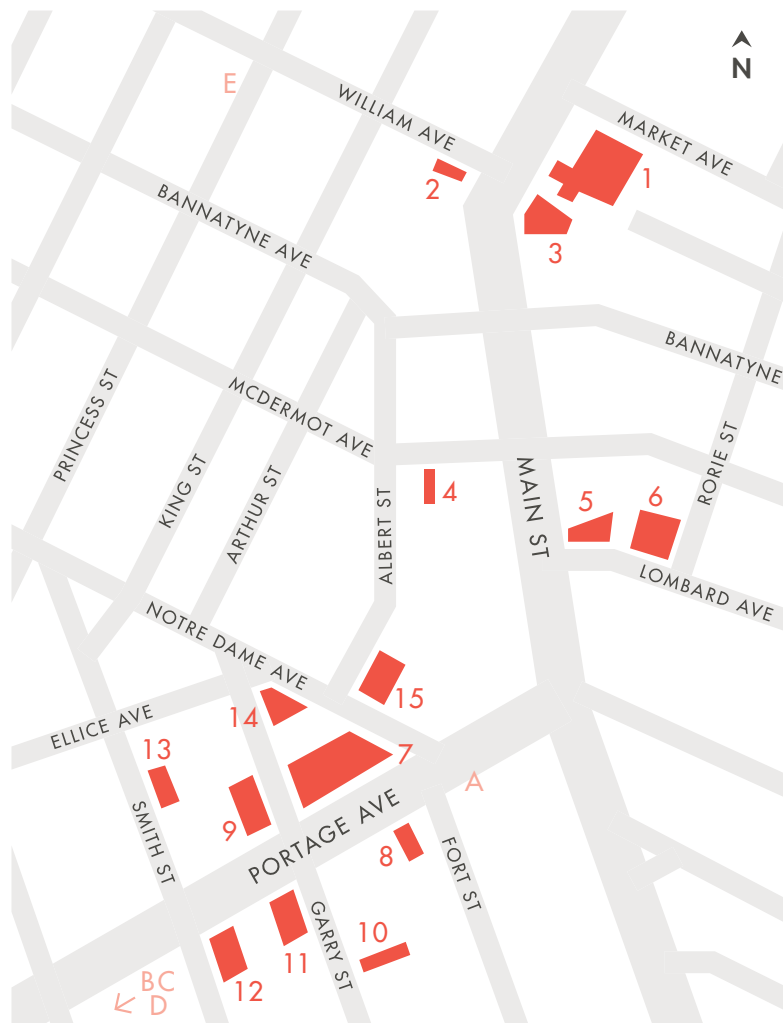 N
E
WILLIAM AVE
MARKET AVE
1
2
BANNATYNE AVE
3
BANNATYNE
PRINCESS ST
MCDERMOT AVE
KING ST
ARTHUR ST
ALBERT ST
4
MAIN ST
5
6
RORIE ST
LOMBARD AVE
NOTRE DAME AVE
15
14
ELLICE AVE
13
7
A
SMITH ST
9
PORTAGE AVE
8
FORT ST
GARRY ST
10
11
12
BC
D